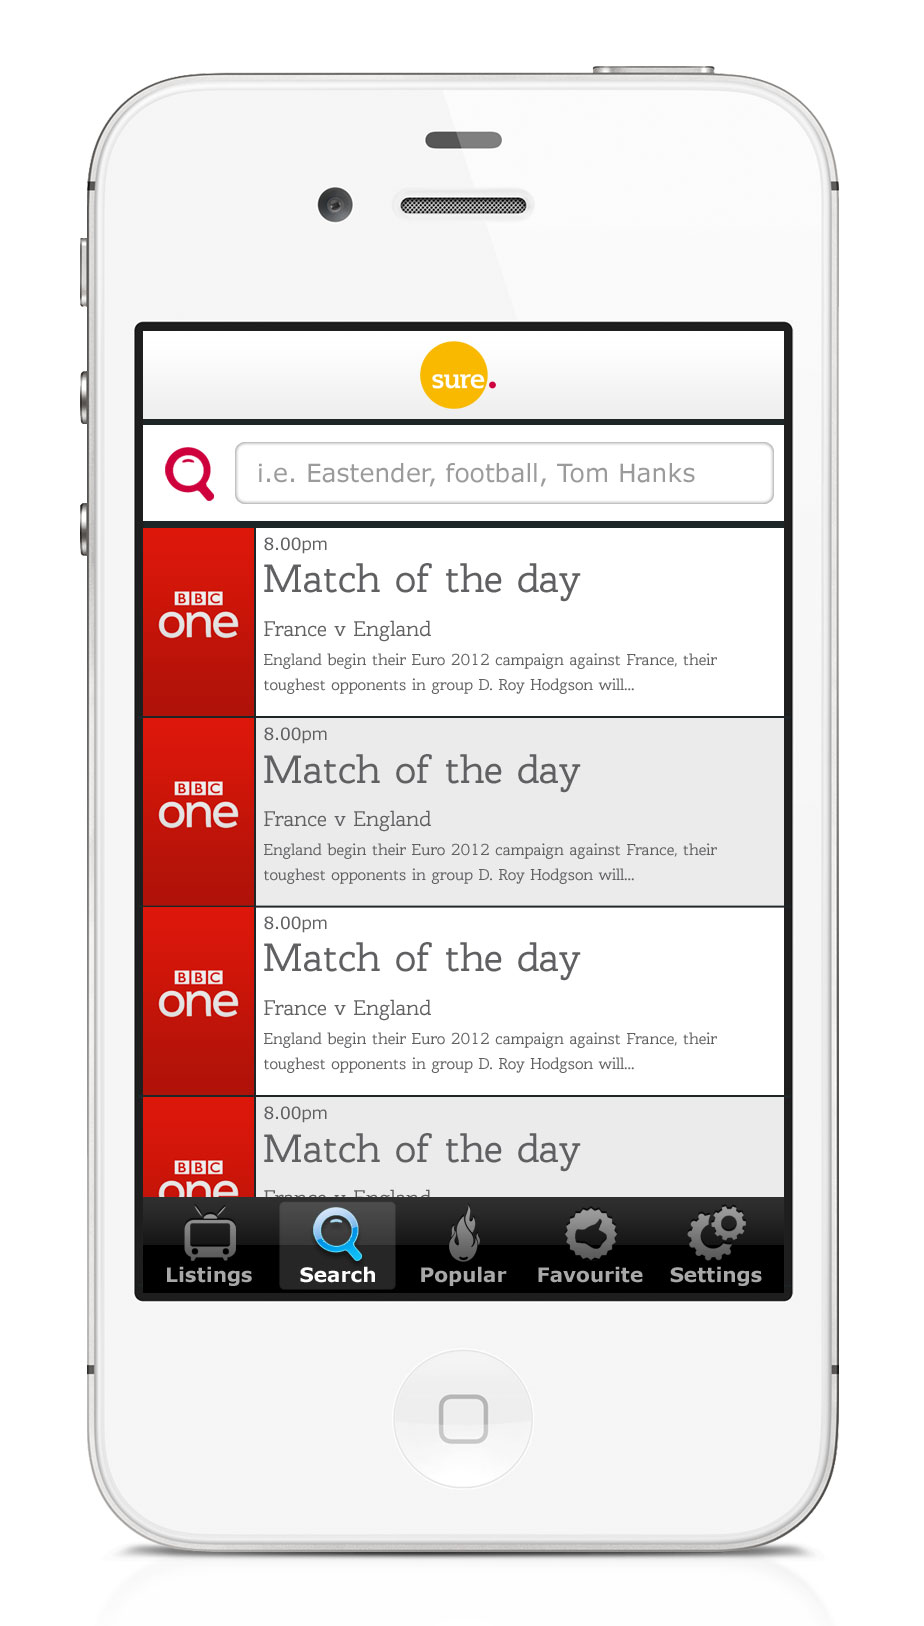 sure.
i.e. Eastender, football, Tom Hanks
BBC
one
8.00pm
Match of the day
France v England
England begin their Euro 2012 campaign against France, their
toughest opponents in group D. Roy Hodgson will...
BBC
one
8.00pm
Match of the day
France v England
England begin their Euro 2012 campaign against France, their
toughest opponents in group D. Roy Hodgson will...
BBC
one
8.00pm
Match of the day
France v England
England begin their Euro 2012 campaign against France, their
toughest opponents in group D. Roy Hodgson will...
BBC
one
8.00pm
Match of the day
France v England
Listings Search Popular Favourite Settings